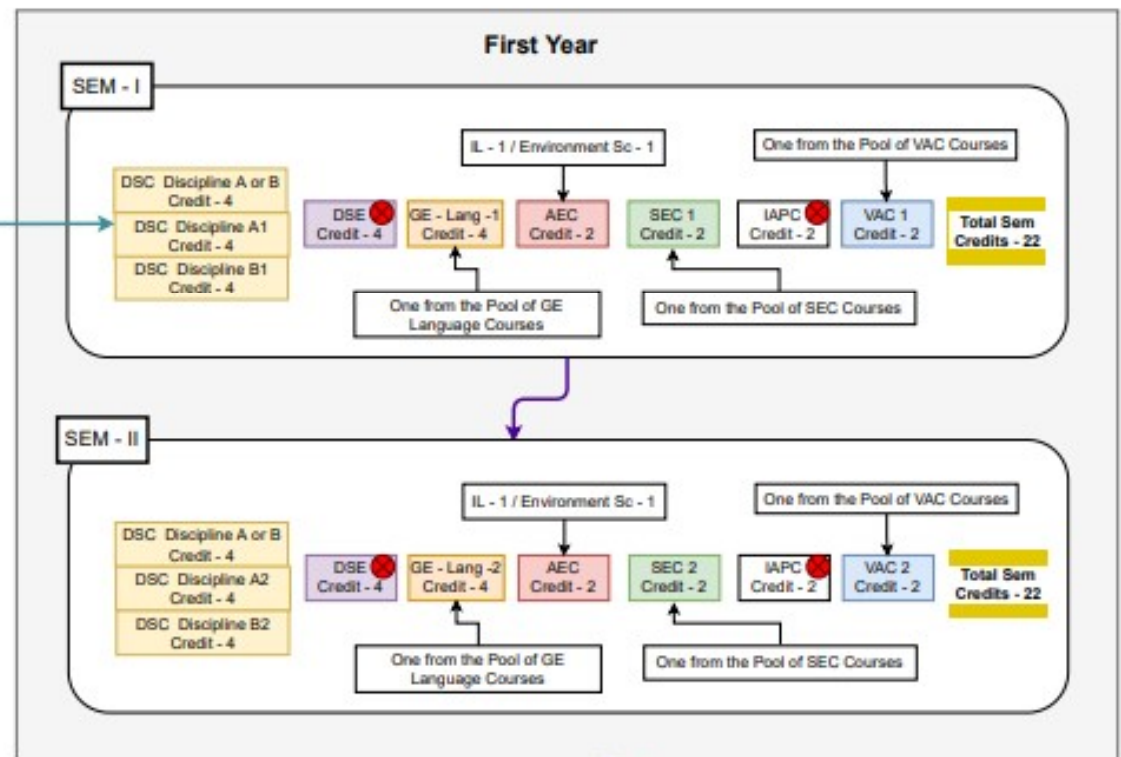 First Year
SEM - I
IL - 1 / Environment Sc - 1
One from the Pool of VAC Courses
DSC Discipline A or B
Credit - 4
DSC Discipline A1
Credit - 4
DSC Discipline B1
Credit - 4
DSE
Credit - 4
GE - Lang -1
Credit - 4
AEC
Credit - 2
SEC 1
Credit - 2
IAPC
Credit - 2
VAC 1
Credit - 2
Total Sem
Credits - 22
One from the Pool of GE
Language Courses
One from the Pool of SEC Courses
SEM - II
IL - 1 / Environment Sc - 1
One from the Pool of VAC Courses
DSC Discipline A or B
Credit - 4
DSC Discipline A2
Credit - 4
DSC Discipline B2
Credit - 4
DSE
Credit - 4
GE - Lang -2
Credit - 4
AEC
Credit - 2
SEC 2
Credit - 2
IAPC
Credit - 2
VAC 2
Credit - 2
Total Sem
Credits - 22
One from the Pool of GE
Language Courses
One from the Pool of SEC Courses